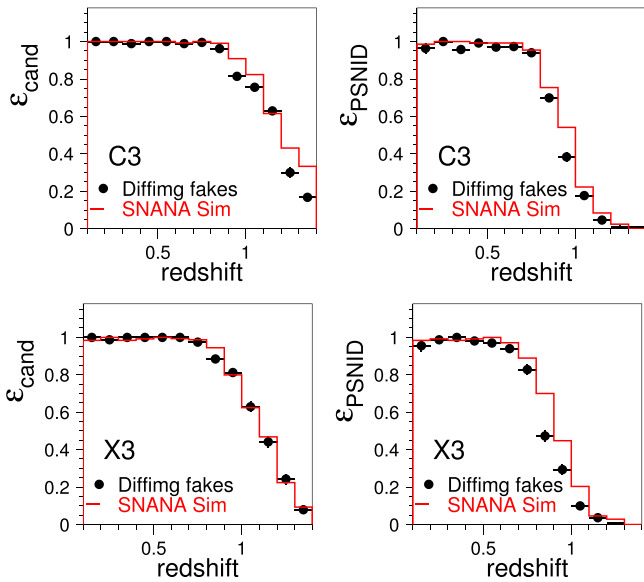 1
0.8
0.6
0.4
0.2
0
ε_cand
C3
Diffimg fakes
SNANA Sim
0.5
1
redshift
1
0.8
0.6
0.4
0.2
0
ε_PSNID
C3
Diffimg fakes
SNANA Sim
0.5
1
redshift
1
0.8
0.6
0.4
0.2
0
ε_cand
X3
Diffimg fakes
SNANA Sim
0.5
1
redshift
1
0.8
0.6
0.4
0.2
0
ε_PSNID
X3
Diffimg fakes
SNANA Sim
0.5
1
redshift